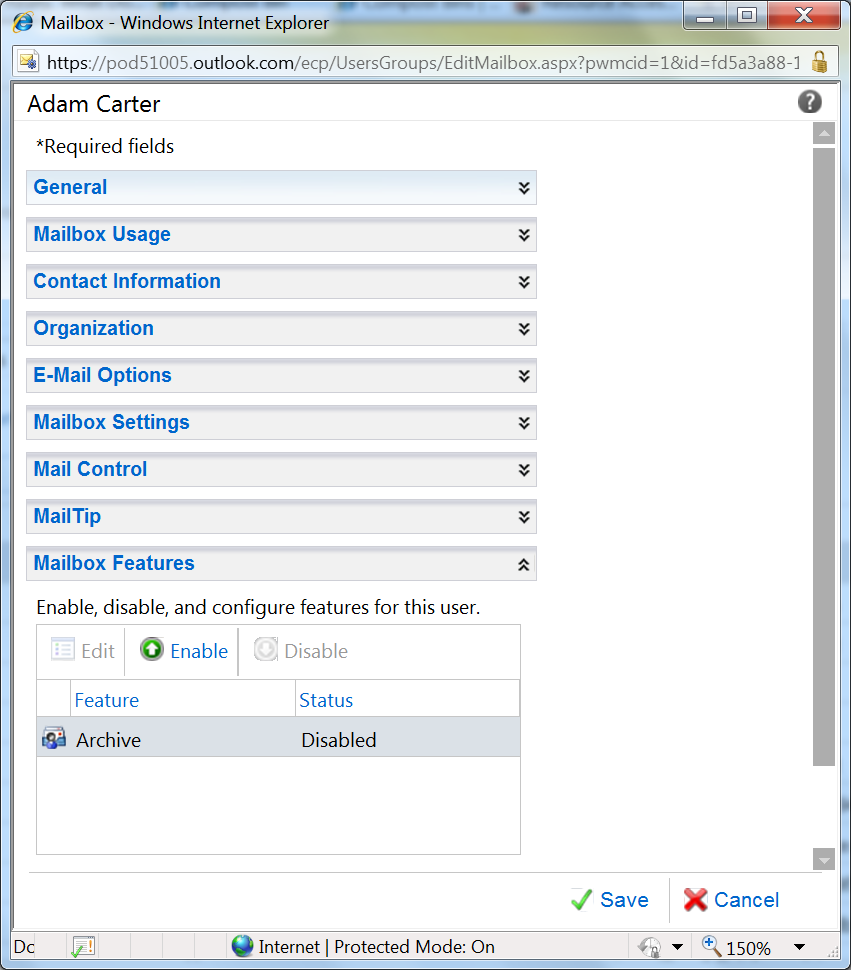 Mailbox - Windows Internet Explorer
https://pod51005.outlook.com/ecp/UsersGroups/EditMailbox.aspx?pwmcid=1&id=fd5a3a88-1
Adam Carter
*Required fields
General
Mailbox Usage
Contact Information
Organization
E-Mail Options
Mailbox Settings
Mail Control
MailTip
Mailbox Features
Enable, disable, and configure features for this user.
Edit Enable Disable
Feature Status
Archive Disabled
Save Cancel
Internet | Protected Mode: On 150%